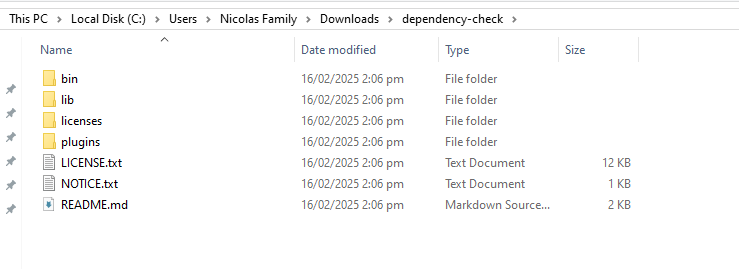 This PC > Local Disk (C:) > Users > Nicolas Family > Downloads > dependency-check >
Name Date modified Type Size
bin 16/02/2025 2:06 pm File folder
lib 16/02/2025 2:06 pm File folder
licenses 16/02/2025 2:06 pm File folder
plugins 16/02/2025 2:06 pm File folder
LICENSE.txt 16/02/2025 2:06 pm Text Document 12 KB
NOTICE.txt 16/02/2025 2:06 pm Text Document 1 KB
README.md 16/02/2025 2:06 pm Markdown Source... 2 KB